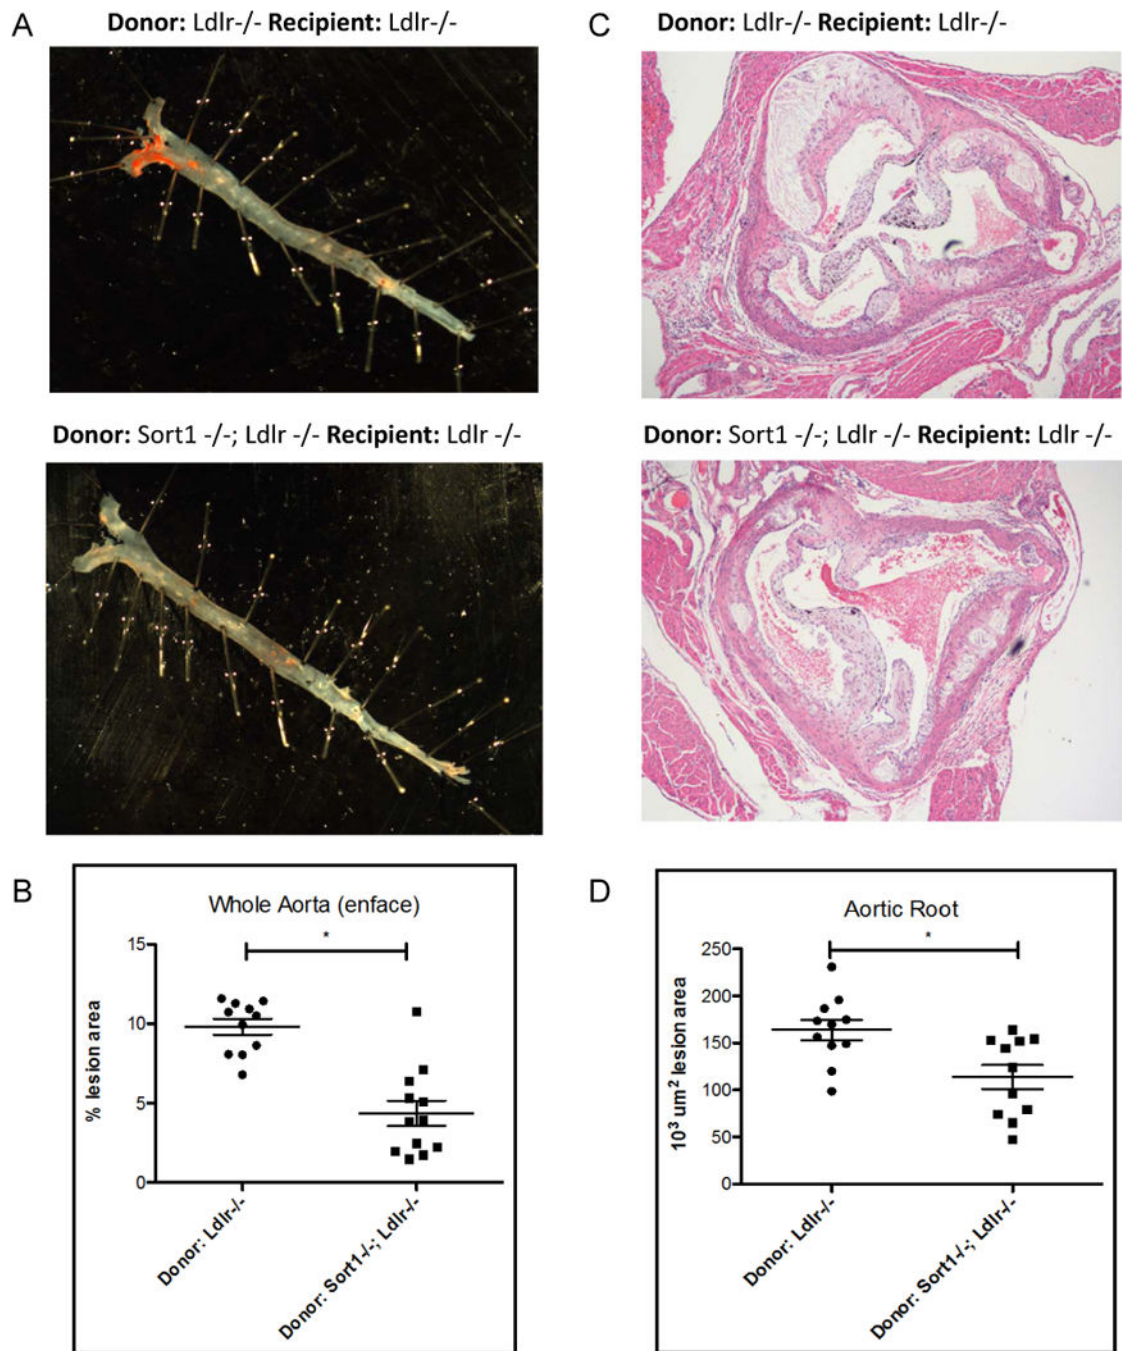 A
Donor: Ldlr-/- Recipient: Ldlr-/-
Donor: Sort1 -/-; Ldlr -/- Recipient: Ldlr -/-
B
Whole Aorta (enface)
*
% lesion area
15
10
5
0
Donor: Ldlr-/-
Donor: Sort1-/-; Ldlr-/-
C
Donor: Ldlr-/- Recipient: Ldlr-/-
Donor: Sort1 -/-; Ldlr -/- Recipient: Ldlr -/-
D
Aortic Root
*
10³ um² lesion area
250
200
150
100
50
0
Donor: Ldlr-/-
Donor: Sort1-/-; Ldlr-/-